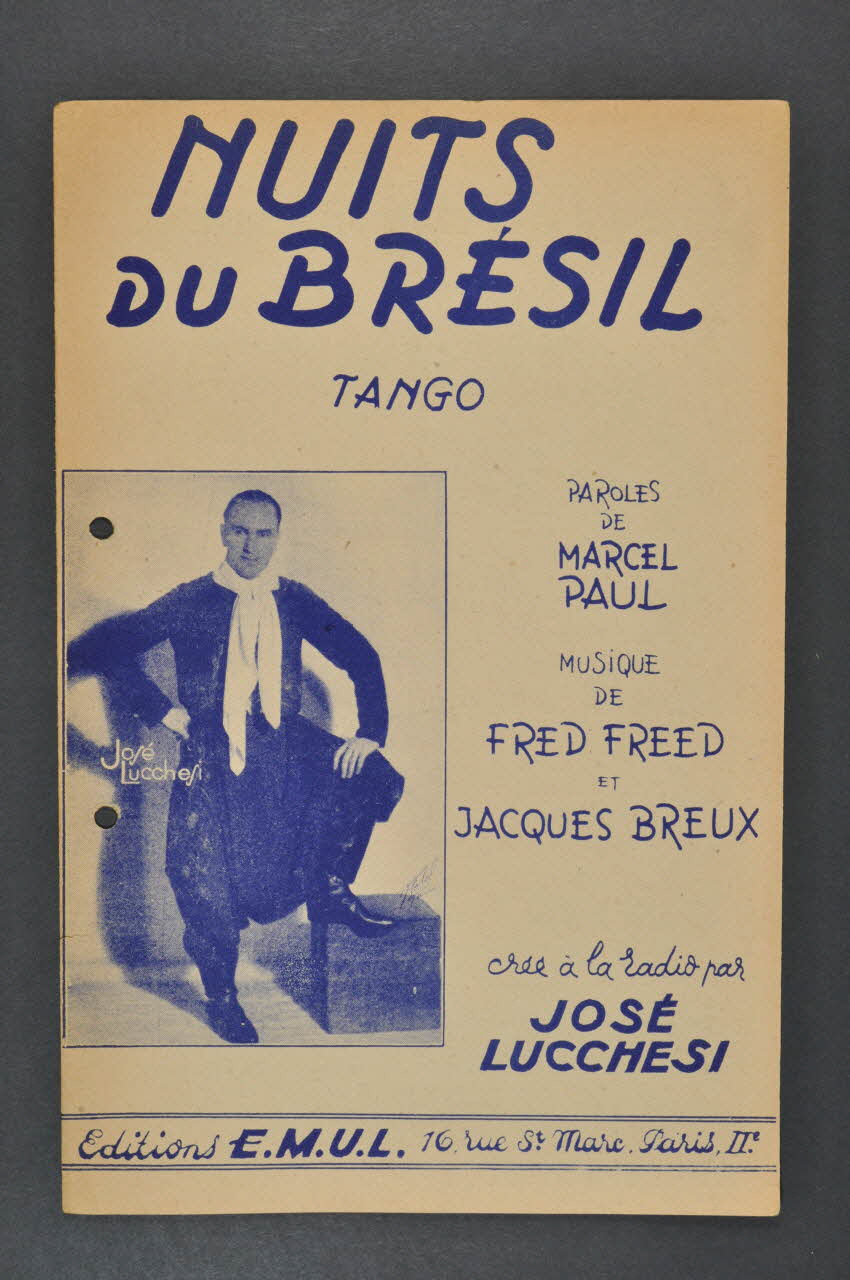 NUITS
DU BRÉSIL
TANGO
PAROLES
DE
MARCEL
PAUL
MUSIQUE
DE
FRED FREED
ET
JACQUES BREUX
José
Lucchesi
créé à la radio par
JOSÉ
LUCCHESI
Editions E.M.U.L. 16, rue St Marc. Paris, IIe.